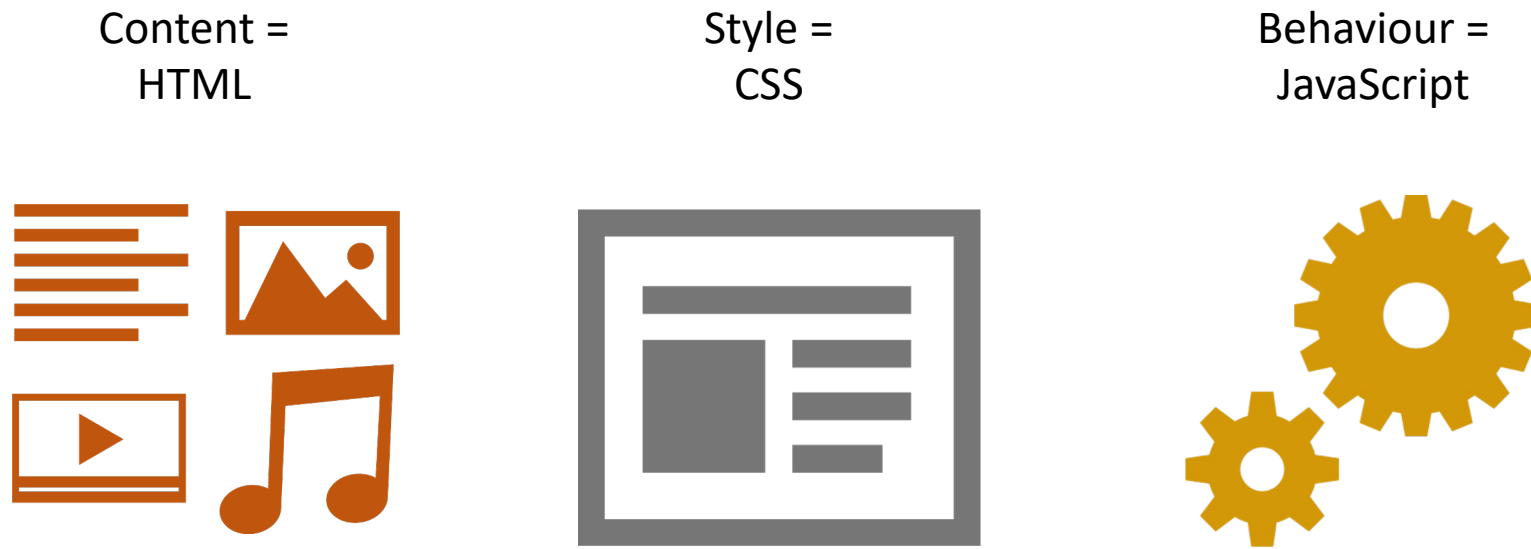 Content =
HTML
Style =
CSS
Behaviour =
JavaScript